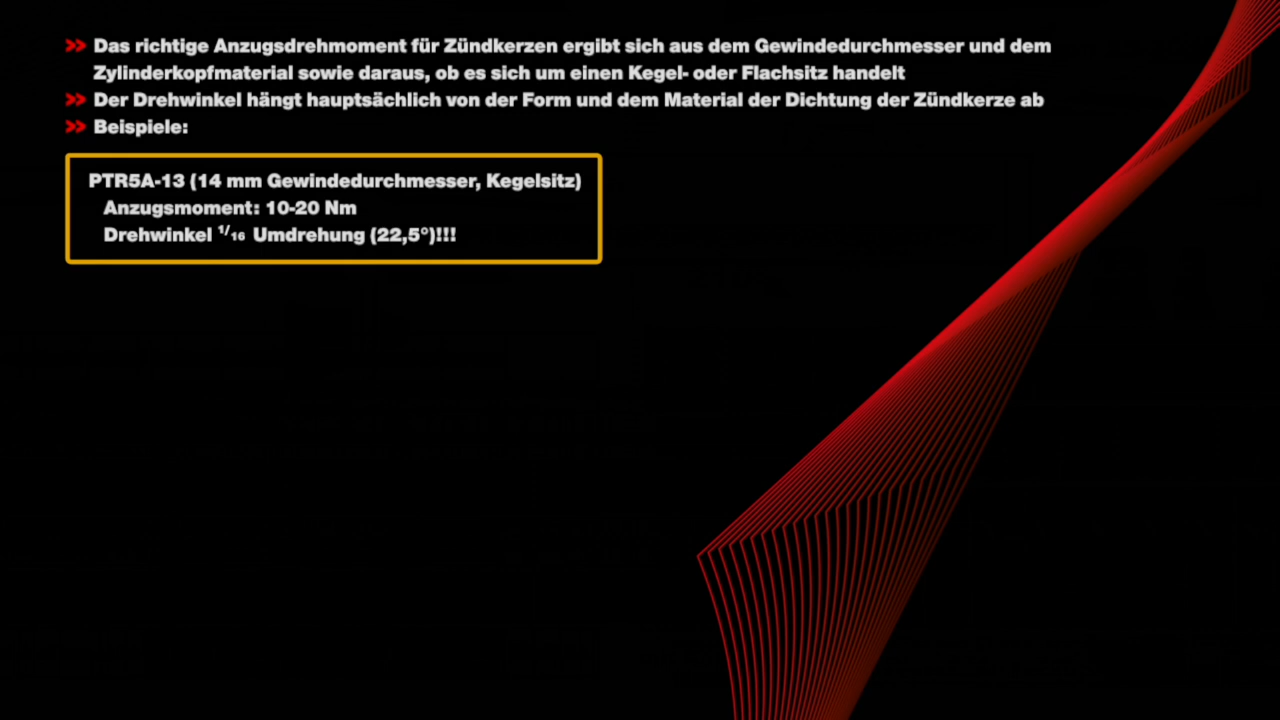 >> Das richtige Anzugsdrehmoment für Zündkerzen ergibt sich aus dem Gewindedurchmesser und dem
Zylinderkopfmaterial sowie daraus, ob es sich um einen Kegel- oder Flachsitz handelt
>> Der Drehwinkel hängt hauptsächlich von der Form und dem Material der Dichtung der Zündkerze ab
>> Beispiele:
PTR5A-13 (14 mm Gewindedurchmesser, Kegelsitz)
Anzugsmoment: 10-20 Nm
Drehwinkel 1/16 Umdrehung (22,5°)!!!